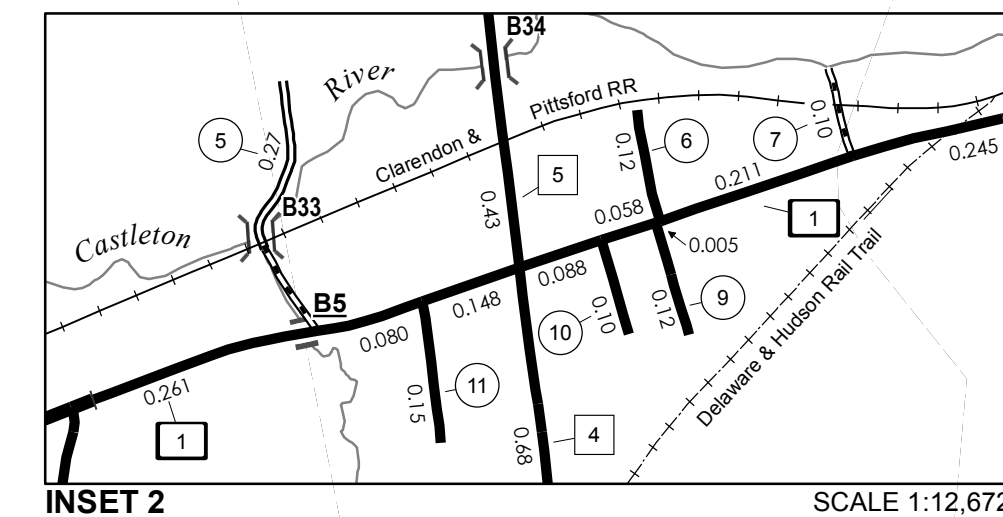 B34
River
Pittsford RR
5
0.27
Clarendon &
0.12
6
7
0.10
0.245
5
0.211
B33
0.43
0.058
1
Castleton
0.005
0.088
B5
0.148
0.12
9
0.080
10
0.10
Delaware & Hudson Rail Trail
0.261
0.15
11
1
0.68
4
INSET 2
SCALE 1:12,672